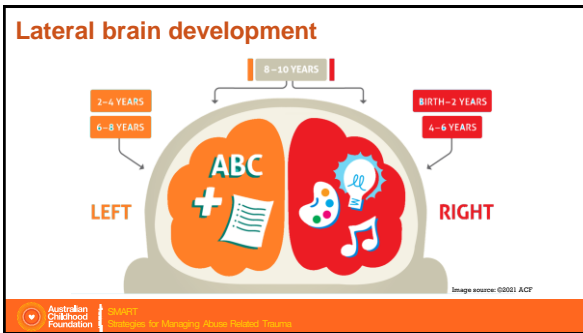 Lateral brain development
8–10 YEARS
2–4 YEARS
6–8 YEARS
BIRTH–2 YEARS
4–6 YEARS
ABC
LEFT
RIGHT
Image source: ©2021 ACF
Australian
Childhood
Foundation
SMART
Strategies for Managing Abuse Related Trauma